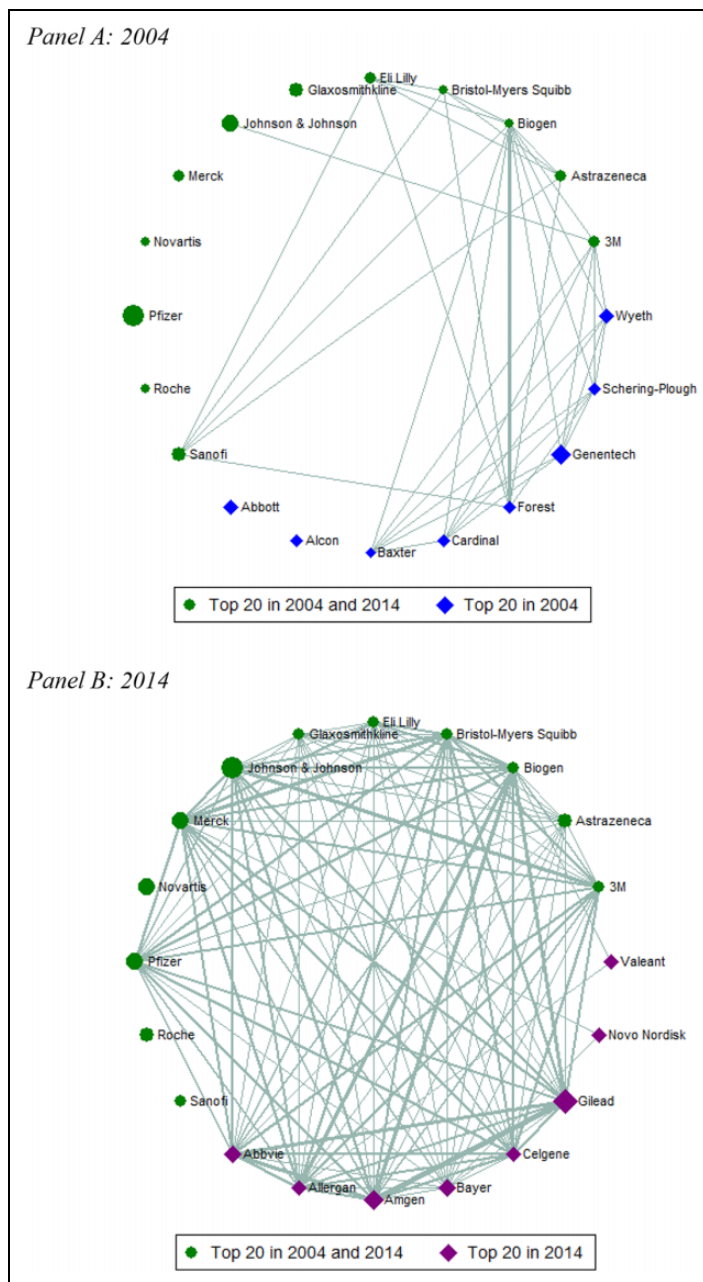 Panel A: 2004
Eli Lilly
Glaxosmithkline
Bristol-Myers Squibb
Johnson & Johnson
Biogen
Merck
Astrazeneca
Novartis
3M
Pfizer
Wyeth
Roche
Schering-Plough
Sanofi
Genentech
Abbott
Forest
Alcon
Cardinal
Baxter
Top 20 in 2004 and 2014
Top 20 in 2004
Panel B: 2014
Eli Lilly
Glaxosmithkline
Bristol-Myers Squibb
Johnson & Johnson
Biogen
Merck
Astrazeneca
Novartis
3M
Pfizer
Valeant
Roche
Novo Nordisk
Sanofi
Gilead
Abbvie
Celgene
Allergan
Bayer
Amgen
Top 20 in 2004 and 2014
Top 20 in 2014